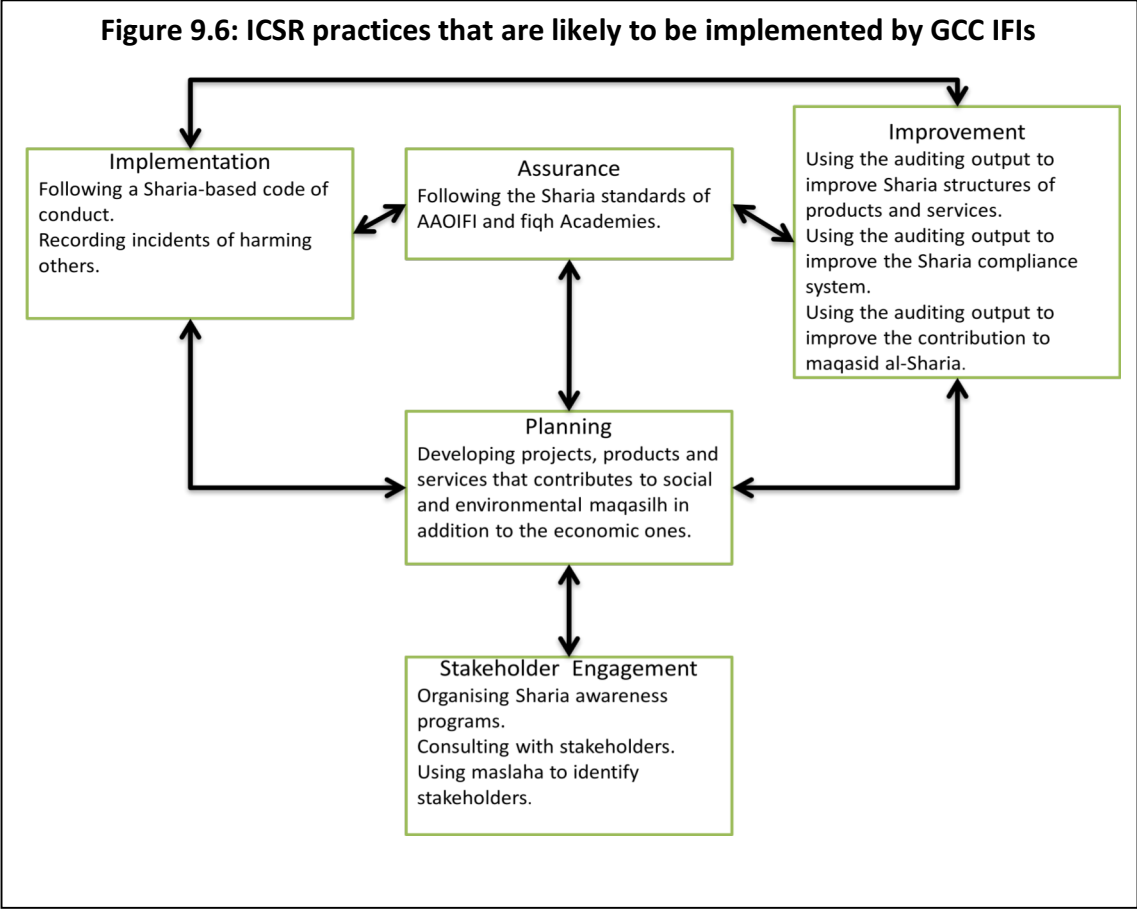 Figure 9.6: ICSR practices that are likely to be implemented by GCC IFIs
Implementation
Following a Sharia-based code of
conduct.
Recording incidents of harming
others.
Assurance
Following the Sharia standards of
AAOIFI and fiqh Academies.
Improvement
Using the auditing output to
improve Sharia structures of
products and services.
Using the auditing output to
improve the Sharia compliance
system.
Using the auditing output to
improve the contribution to
maqasid al-Sharia.
Planning
Developing projects, products and
services that contributes to social
and environmental maqasilh in
addition to the economic ones.
Stakeholder Engagement
Organising Sharia awareness
programs.
Consulting with stakeholders.
Using maslaha to identify
stakeholders.